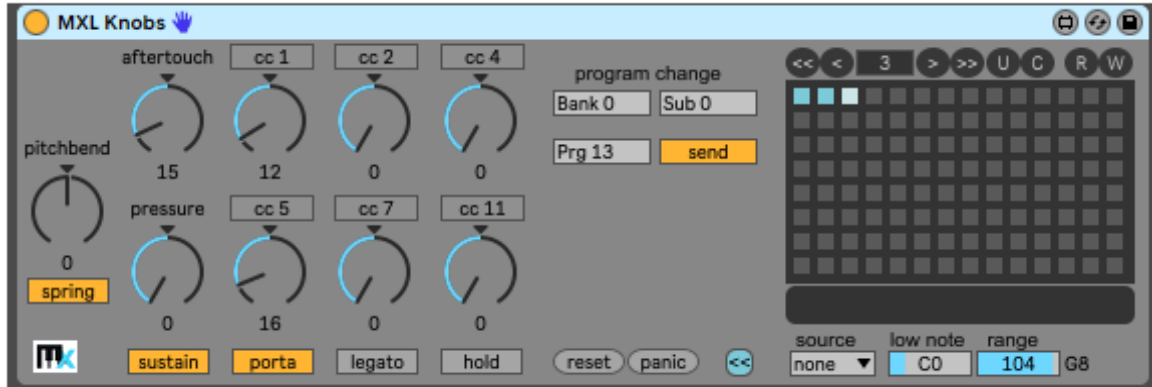 MXL Knobs
aftertouch cc 1 cc 2 cc 4
15 12 0 0
pitchbend
0
spring
pressure cc 5 cc 7 cc 11
0 16 0 0
sustain porta legato hold
program change
Bank 0 Sub 0
Prg 13 send
reset panic <<
<< < 3 > >> U C R W
source low note range
none C0 104 G8
Mx